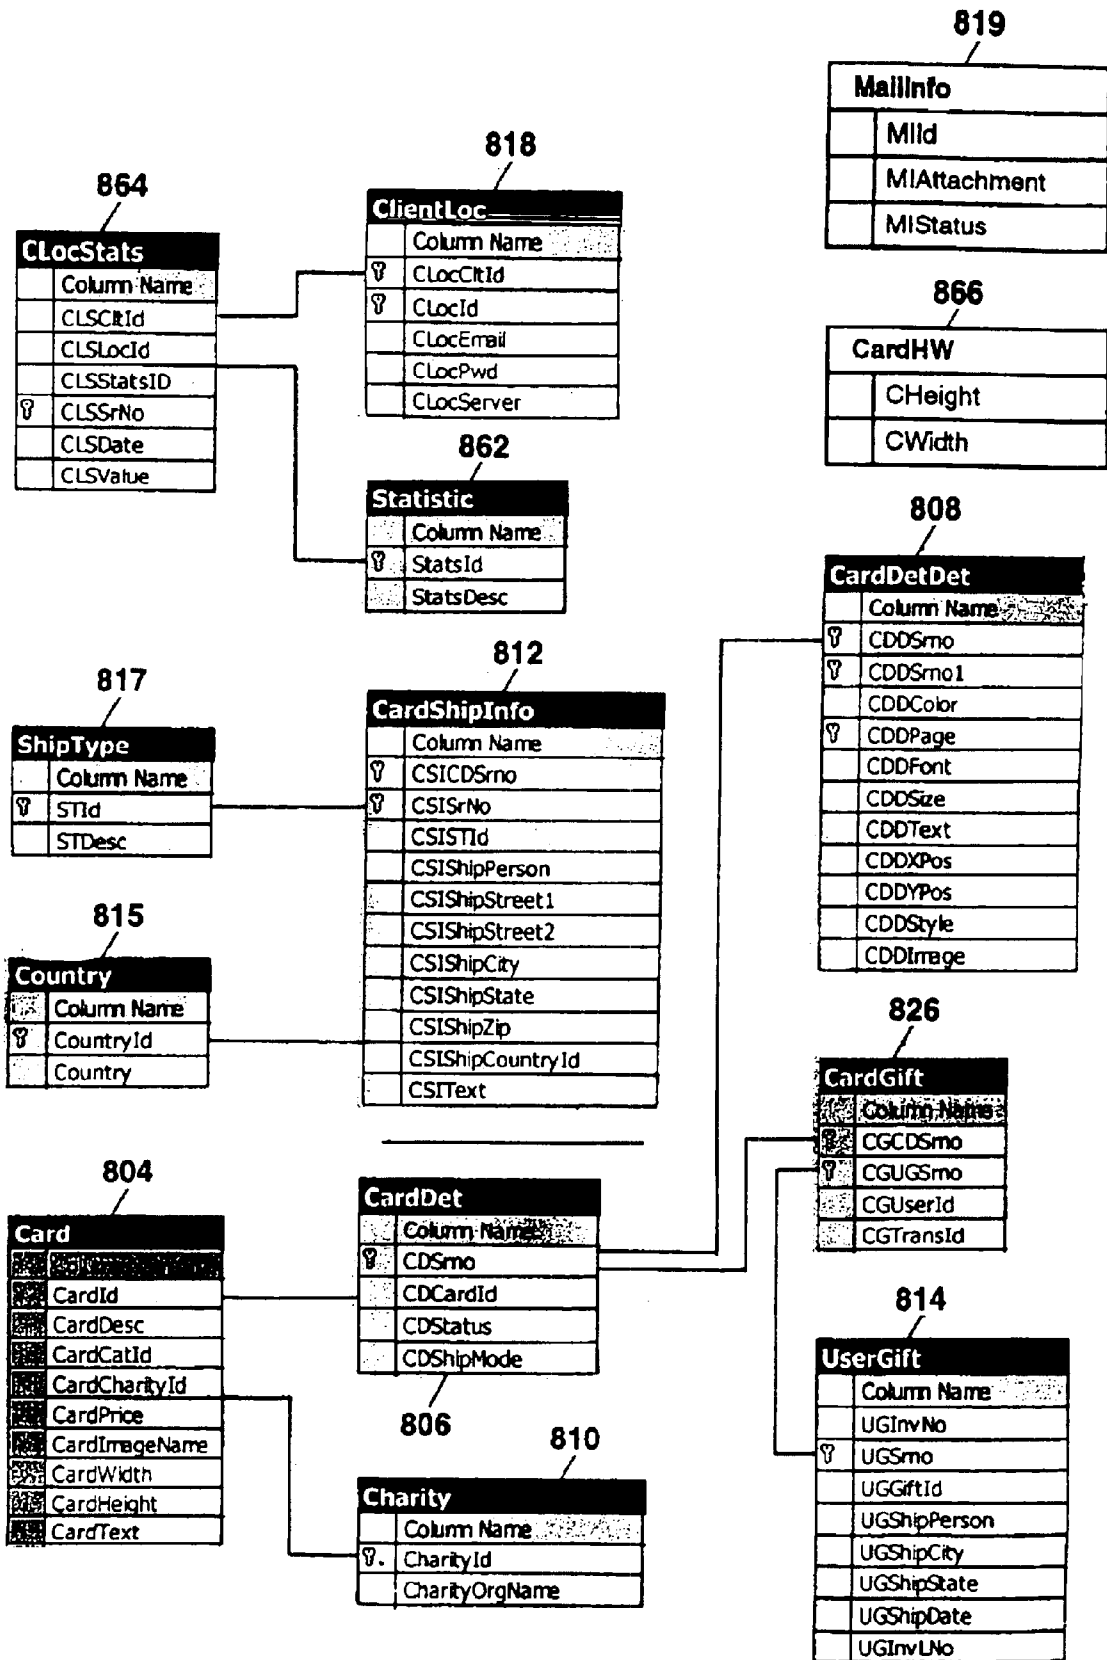 819
MailInfo
MIId
MIAttachment
MIStatus
818
ClientLoc
Column Name
CLocCltId
CLocId
CLocEmail
CLocPwd
CLocServer
864
CLocStats
Column Name
CLSCltId
CLSLocId
CLSStatsID
CLSSrNo
CLSDate
CLSValue
866
CardHW
CHeight
CWidth
862
Statistic
Column Name
StatsId
StatsDesc
808
CardDetDet
Column Name
CDDSrno
CDDSrno1
CDDColor
CDDPage
CDDFont
CDDSize
CDDText
CDDXPos
CDDYPos
CDDStyle
CDDImage
817
ShipType
Column Name
STId
STDesc
812
CardShipInfo
Column Name
CSICDSrno
CSISrNo
CSISTId
CSIShipPerson
CSIShipStreet1
CSIShipStreet2
CSIShipCity
CSIShipState
CSIShipZip
CSIShipCountryId
CSIText
815
Country
Column Name
CountryId
Country
826
CardGift
Column Name
CGCDSrno
CGUGSrno
CGUserId
CGTransId
804
Card
CardId
CardDesc
CardCatId
CardCharityId
CardPrice
CardImageName
CardWidth
CardHeight
CardText
CardDet
Column Name
CDSrno
CDCardId
CDStatus
CDShipMode
806
810
Charity
Column Name
CharityId
CharityOrgName
814
UserGift
Column Name
UGInvNo
UGSrno
UGGiftId
UGShipPerson
UGShipCity
UGShipState
UGShipDate
UGInvLNo